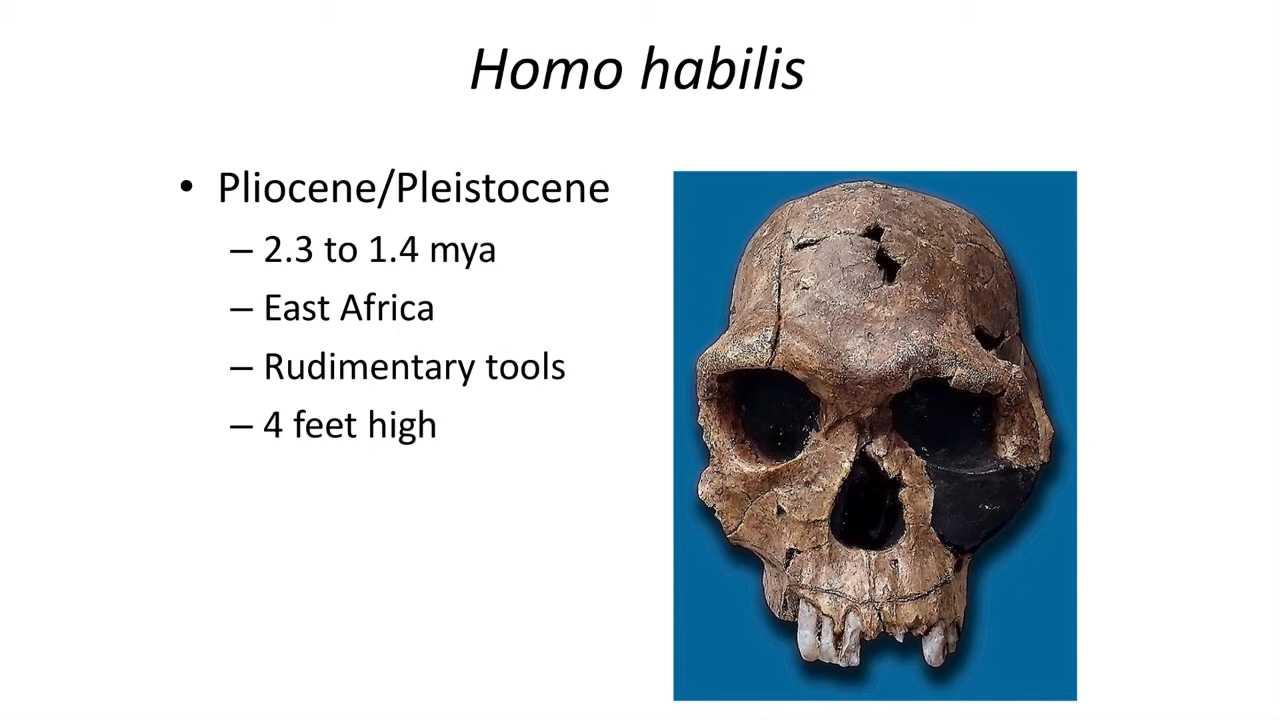 Homo habilis
• Pliocene/Pleistocene
– 2.3 to 1.4 mya
– East Africa
– Rudimentary tools
– 4 feet high